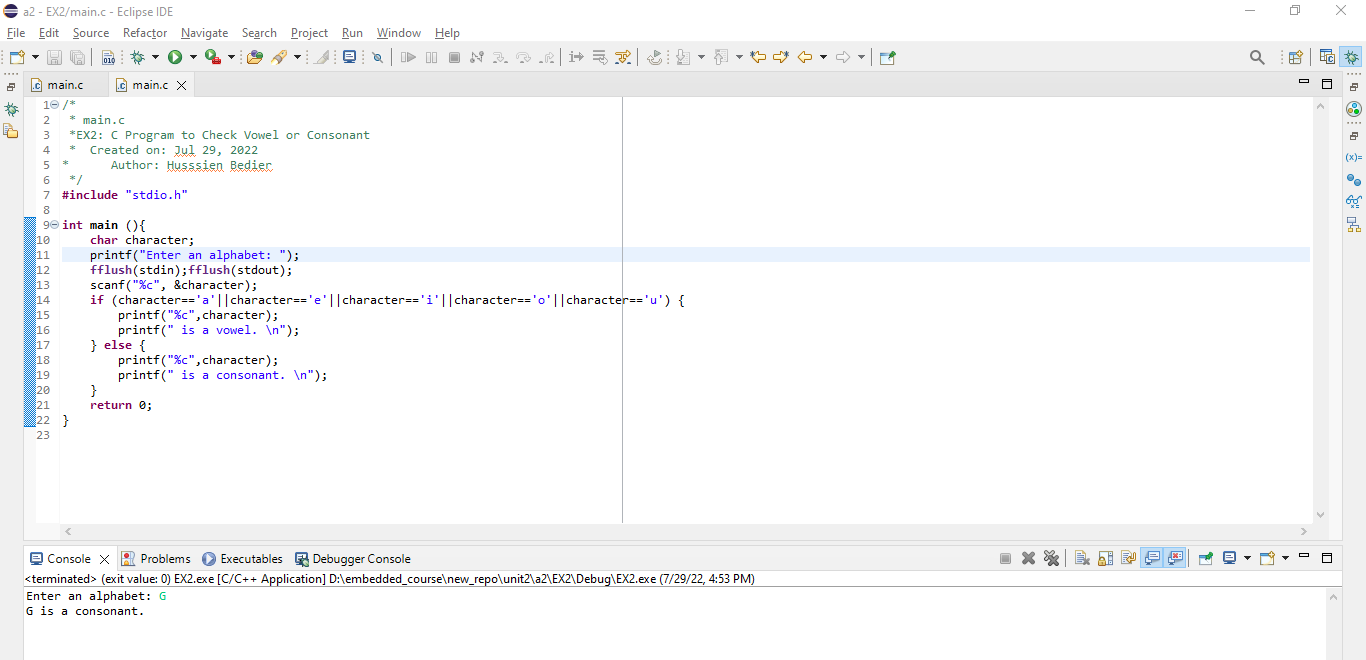 a2 - EX2/main.c - Eclipse IDE
File Edit Source Refactor Navigate Search Project Run Window Help
main.c main.c
1 /*
2  * main.c
3  *EX2: C Program to Check Vowel or Consonant
4  *  Created on: Jul 29, 2022
5 *      Author: Husssien Bedier
6  */
7 #include "stdio.h"
8
9 int main (){
10     char character;
11     printf("Enter an alphabet: ");
12     fflush(stdin);fflush(stdout);
13     scanf("%c", &character);
14     if (character=='a'||character=='e'||character=='i'||character=='o'||character=='u') {
15         printf("%c",character);
16         printf(" is a vowel. \n");
17     } else {
18         printf("%c",character);
19         printf(" is a consonant. \n");
20     }
21     return 0;
22 }
23
Console Problems Executables Debugger Console
<terminated> (exit value: 0) EX2.exe [C/C++ Application] D:\embedded_course\new_repo\unit2\a2\EX2\Debug\EX2.exe (7/29/22, 4:53 PM)
Enter an alphabet: G
G is a consonant.